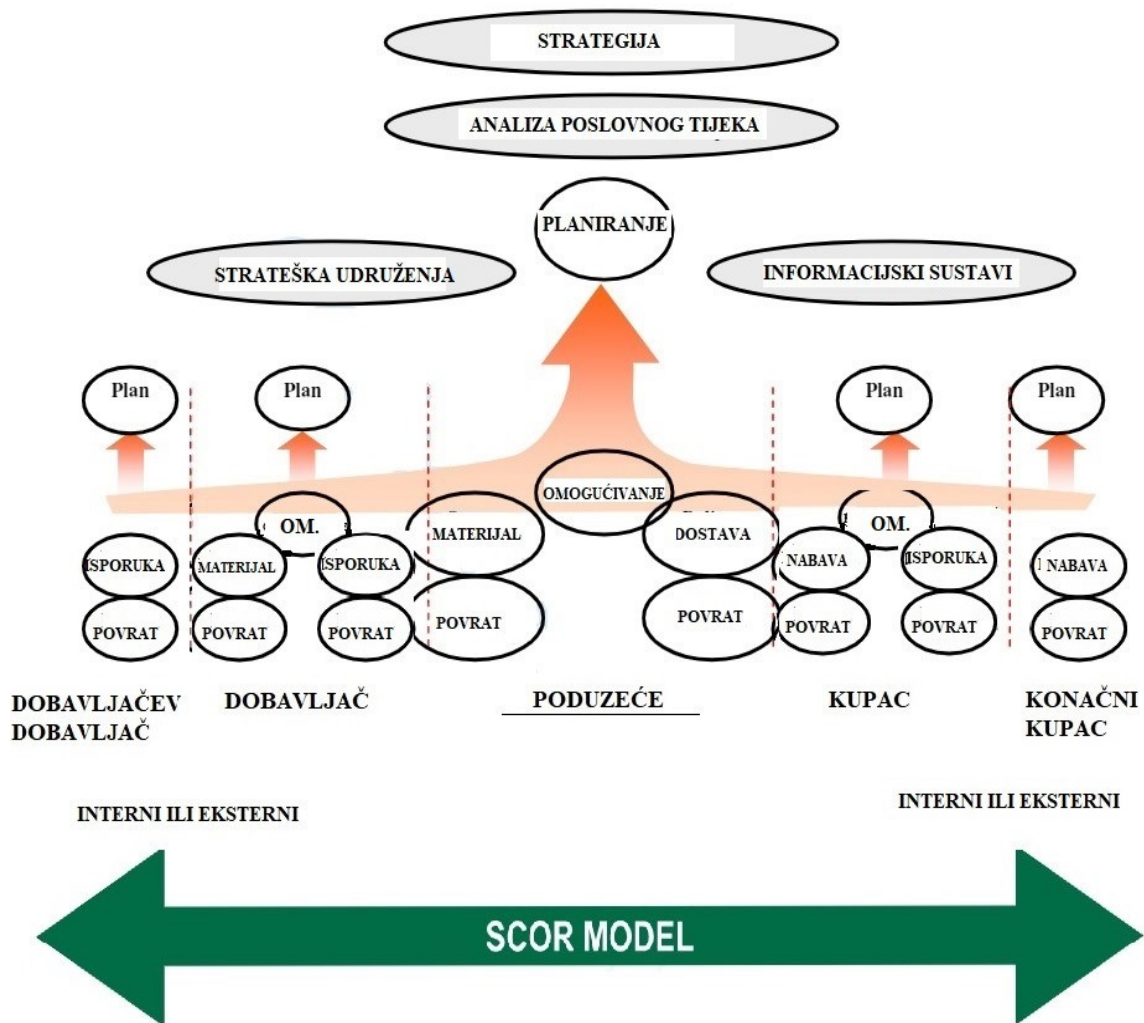 STRATEGIJA
ANALIZA POSLOVNOG TIJEKA
PLANIRANJE
STRATEŠKA UDRUŽENJA
INFORMACIJSKI SUSTAVI
Plan
Plan
Plan
Plan
OMOGUĆIVANJE
OM.
MATERIJAL
DOSTAVA
OM.
ISPORUKA
MATERIJAL
ISPORUKA
NABAVA
ISPORUKA
NABAVA
POVRAT
POVRAT
POVRAT
POVRAT
POVRAT
POVRAT
POVRAT
POVRAT
DOBAVLJAČEV
DOBAVLJAČ
DOBAVLJAČ
PODUZEĆE
KUPAC
KONAČNI
KUPAC
INTERNI ILI EKSTERNI
INTERNI ILI EKSTERNI
SCOR MODEL